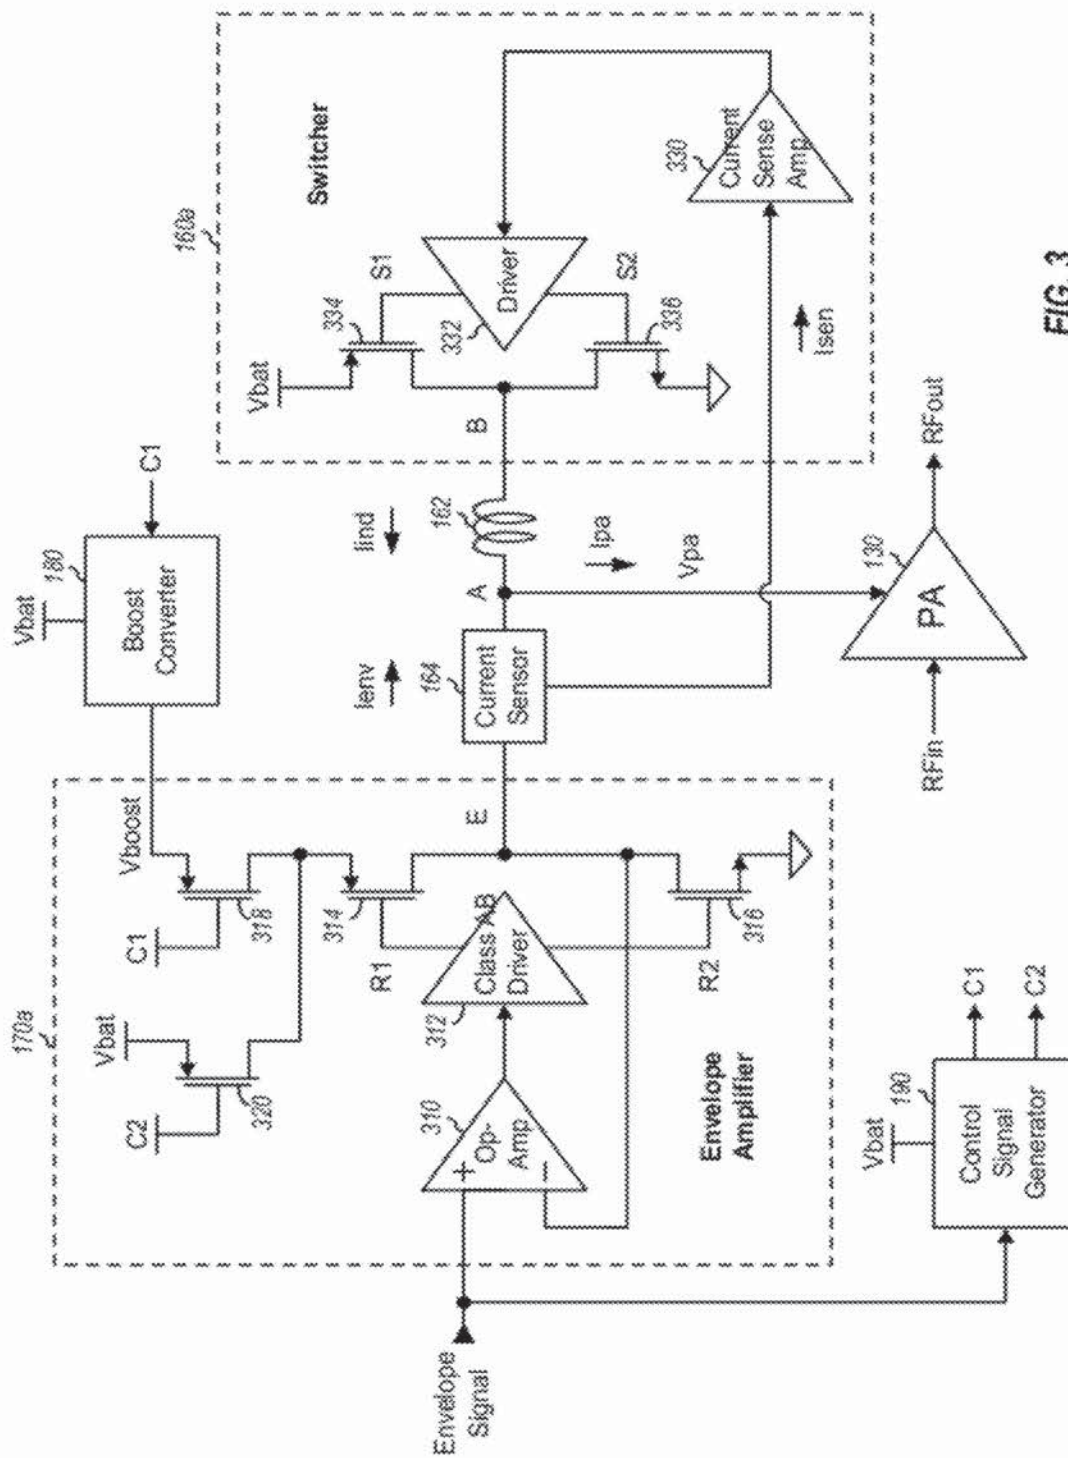 Vbat
180
Boost
Converter
C1
160a
Switcher
Vbat
334
S1
332
Driver
S2
336
B
330
Current
Sense
Amp
Isen
Iind
162
Ienv
A
164
Current
Sensor
Ipa
Vpa
130
PA
RFin
RFout
170a
Vboost
C1
318
Vbat
C2
320
314
R1
E
312
Class AB
Driver
R2
316
310
Op-
Amp
+
−
Envelope
Amplifier
Envelope
Signal
Vbat
190
Control
Signal
Generator
C1
C2
FIG. 3